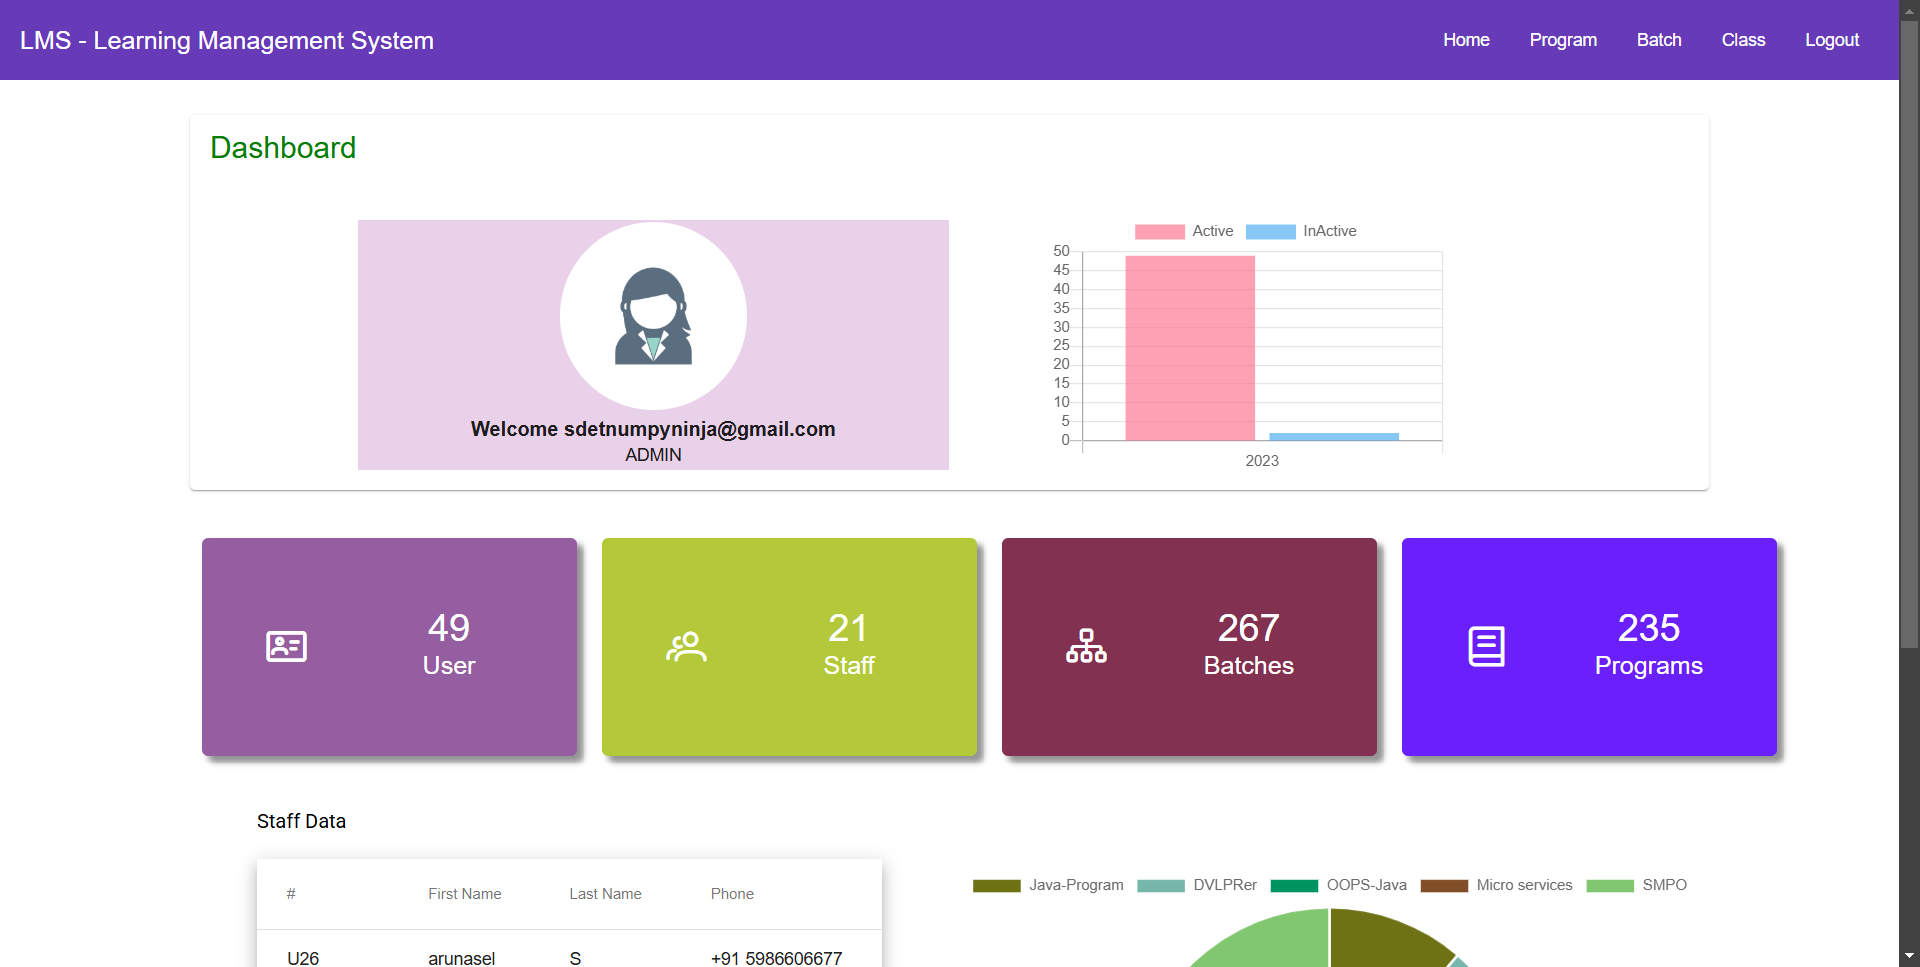 LMS - Learning Management System
Home Program Batch Class Logout
Dashboard
Welcome sdetnumpyninja@gmail.com
ADMIN
Active InActive
50
45
40
35
30
25
20
15
10
5
0
2023
49
User
21
Staff
267
Batches
235
Programs
Staff Data
# First Name Last Name Phone
U26 arunasel S +91 5986606677
Java-Program DVLPRer OOPS-Java Micro services SMPO